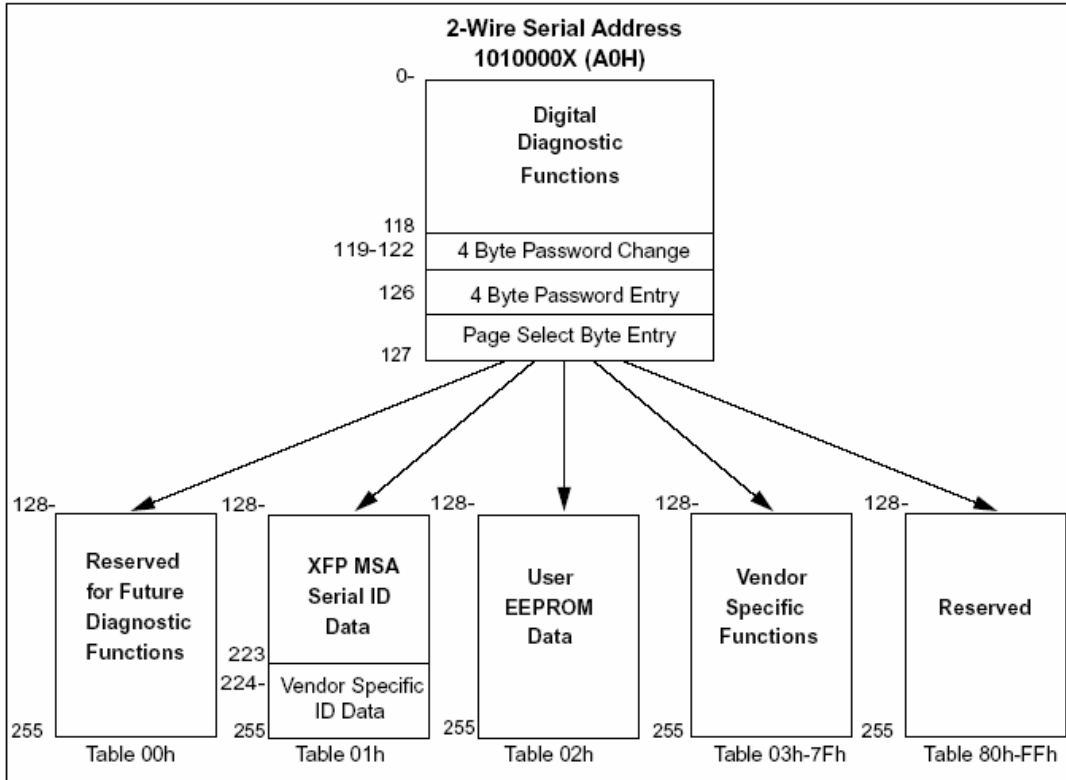 2-Wire Serial Address
1010000X (A0H)
0-
Digital
Diagnostic
Functions
118
119-122
4 Byte Password Change
126
4 Byte Password Entry
Page Select Byte Entry
127
128-
Reserved
for Future
Diagnostic
Functions
255
Table 00h
128-
XFP MSA
Serial ID
Data
223
224-
Vendor Specific
ID Data
255
Table 01h
128-
User
EEPROM
Data
255
Table 02h
128-
Vendor
Specific
Functions
255
Table 03h-7Fh
128-
Reserved
255
Table 80h-FFh